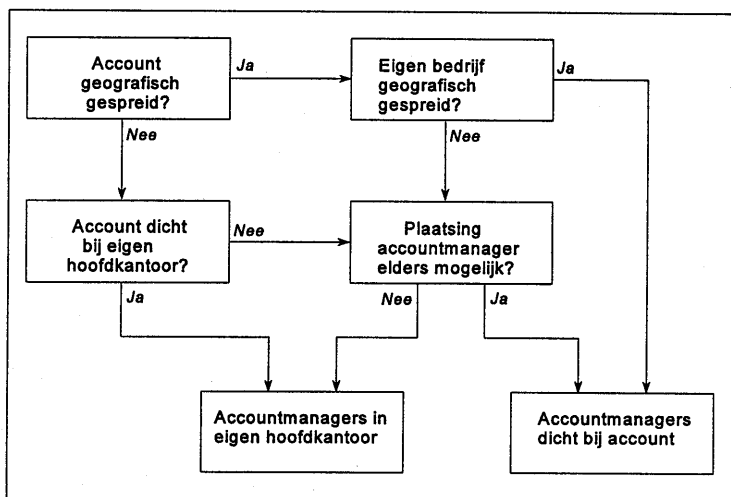 Account
geografisch
gespreid?
Ja
Eigen bedrijf
geografisch
gespreid?
Ja
Nee
Nee
Account dicht
bij eigen
hoofdkantoor?
Nee
Plaatsing
accountmanager
elders mogelijk?
Ja
Nee
Ja
Accountmanagers in
eigen hoofdkantoor
Accountmanagers
dicht bij account